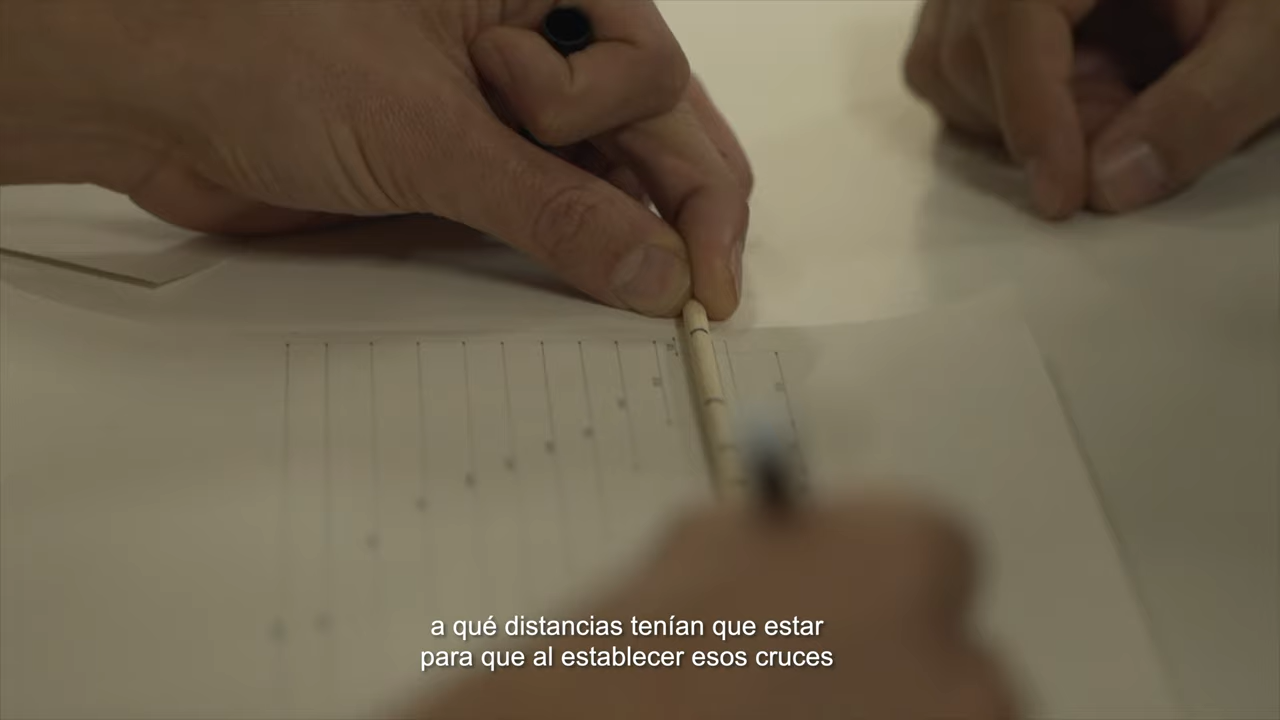 a qué distancias tenían que estar
para que al establecer esos cruces